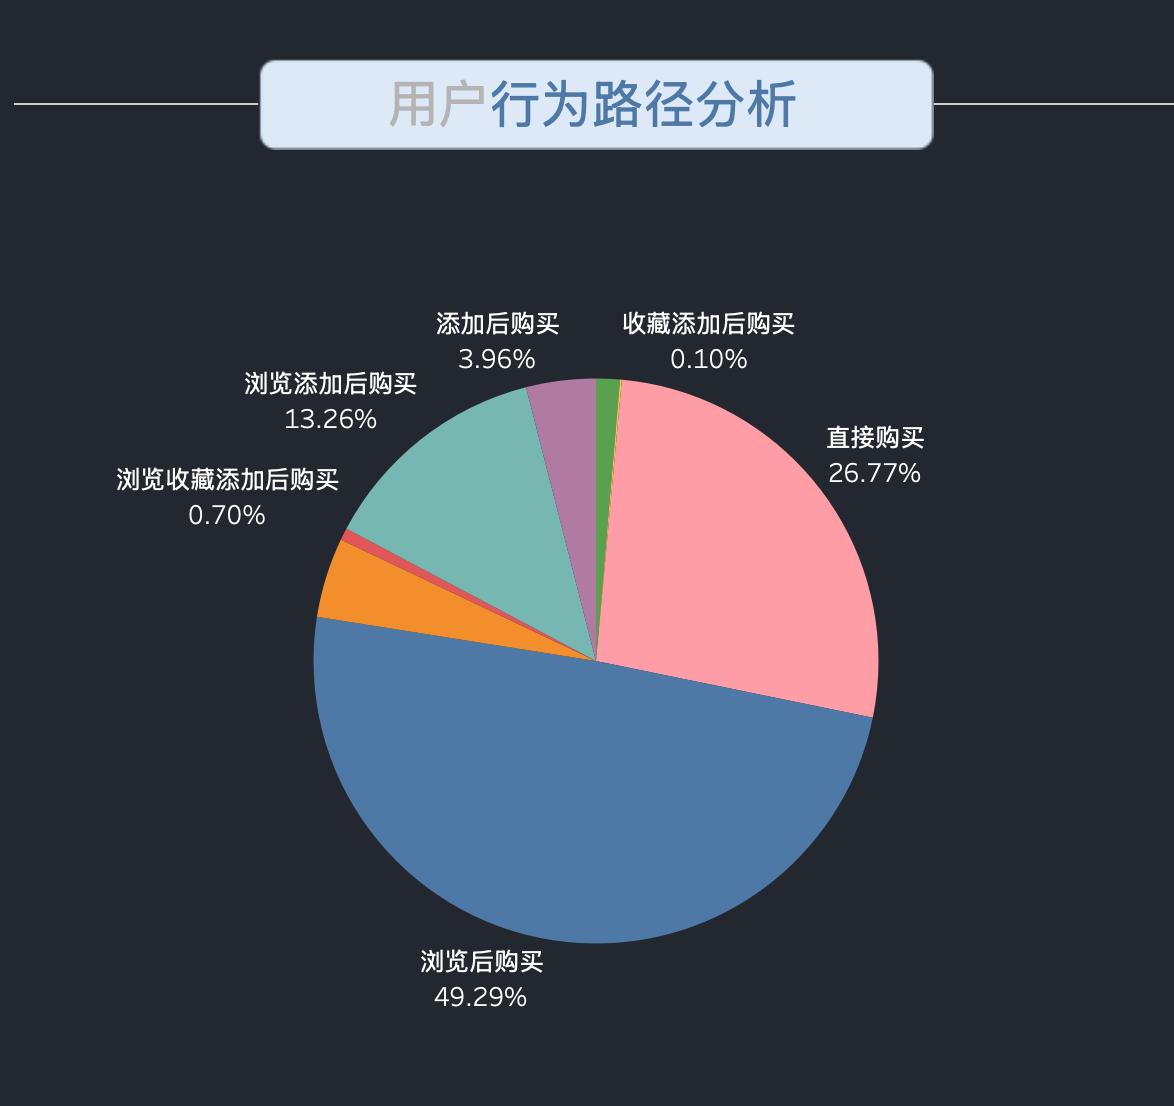 用户行为路径分析
添加后购买
3.96%
收藏添加后购买
0.10%
浏览添加后购买
13.26%
直接购买
26.77%
浏览收藏添加后购买
0.70%
浏览后购买
49.29%